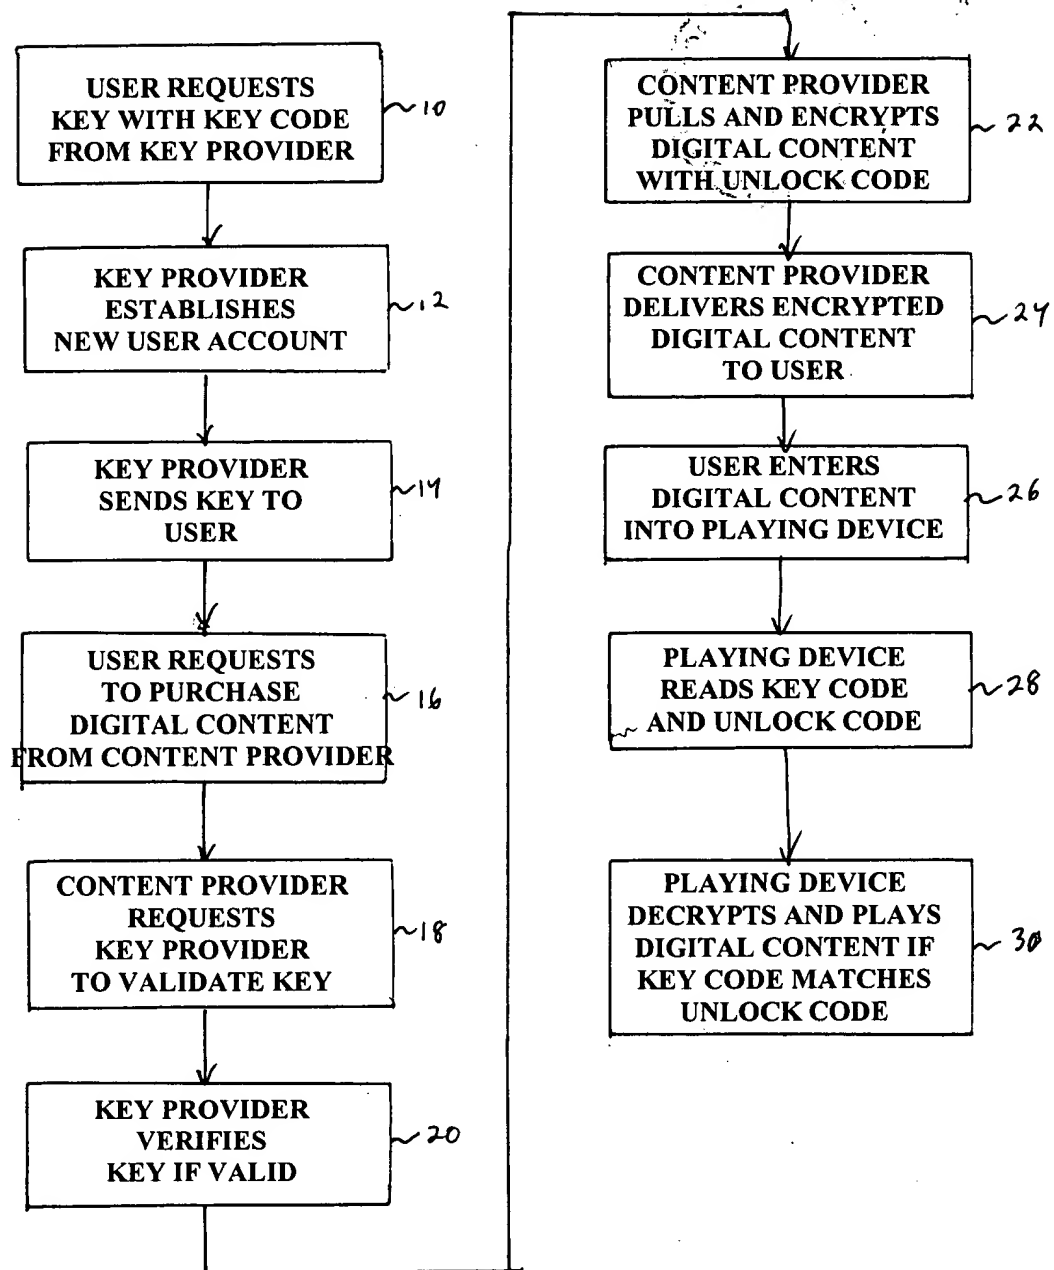 USER REQUESTS
KEY WITH KEY CODE
FROM KEY PROVIDER
10
KEY PROVIDER
ESTABLISHES
NEW USER ACCOUNT
12
KEY PROVIDER
SENDS KEY TO
USER
14
USER REQUESTS
TO PURCHASE
DIGITAL CONTENT
FROM CONTENT PROVIDER
16
CONTENT PROVIDER
REQUESTS
KEY PROVIDER
TO VALIDATE KEY
18
KEY PROVIDER
VERIFIES
KEY IF VALID
20
CONTENT PROVIDER
PULLS AND ENCRYPTS
DIGITAL CONTENT
WITH UNLOCK CODE
22
CONTENT PROVIDER
DELIVERS ENCRYPTED
DIGITAL CONTENT
TO USER
24
USER ENTERS
DIGITAL CONTENT
INTO PLAYING DEVICE
26
PLAYING DEVICE
READS KEY CODE
AND UNLOCK CODE
28
PLAYING DEVICE
DECRYPTS AND PLAYS
DIGITAL CONTENT IF
KEY CODE MATCHES
UNLOCK CODE
30